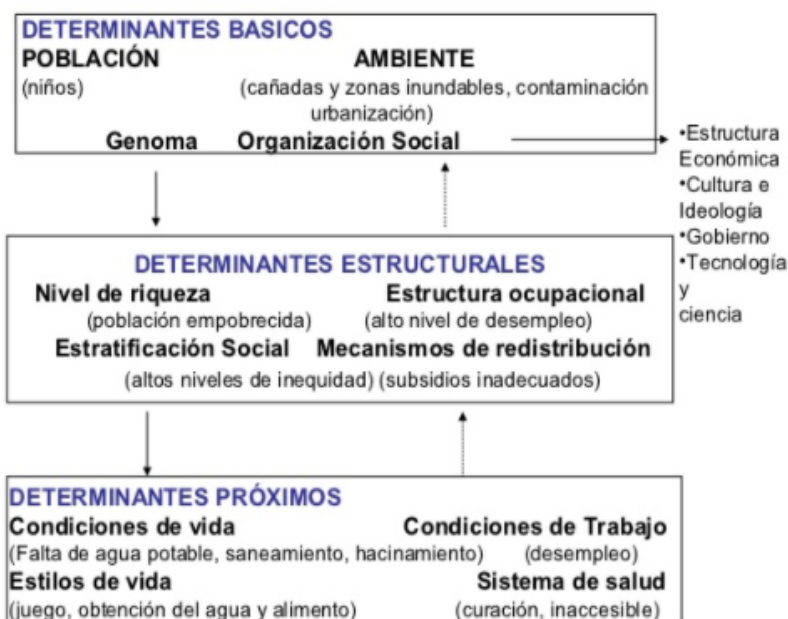 DETERMINANTES BASICOS
POBLACIÓN AMBIENTE
(niños) (cañadas y zonas inundables, contaminación
urbanización)
Genoma Organización Social
•Estructura
Económica
•Cultura e
Ideología
•Gobierno
•Tecnología
y
ciencia
DETERMINANTES ESTRUCTURALES
Nivel de riqueza Estructura ocupacional
(población empobrecida) (alto nivel de desempleo)
Estratificación Social Mecanismos de redistribución
(altos niveles de inequidad) (subsidios inadecuados)
DETERMINANTES PRÓXIMOS
Condiciones de vida Condiciones de Trabajo
(Falta de agua potable, saneamiento, hacinamiento) (desempleo)
Estilos de vida Sistema de salud
(juego, obtención del agua y alimento) (curación, inaccesible)